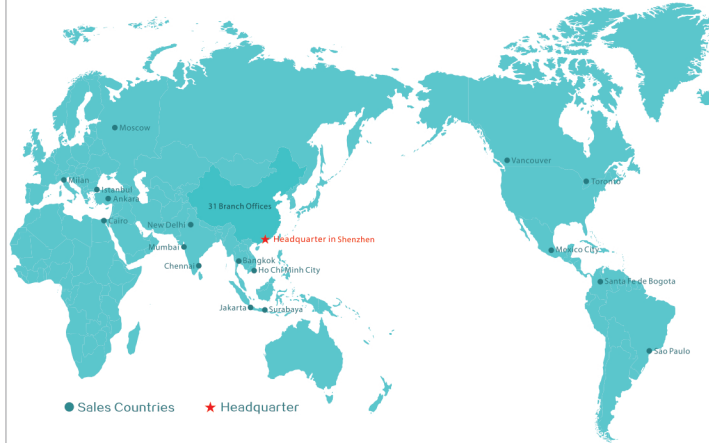 Moscow
Vancouver
Milan
Toronto
Istanbul
Ankara
31 Branch Offices
Cairo
New Delhi
Headquarter in Shenzhen
Mumbai
Mexico City
Bangkok
Chennai
Ho Chi Minh City
Santa Fe de Bogota
Jakarta
Surabaya
Sao Paulo
Sales Countries
Headquarter